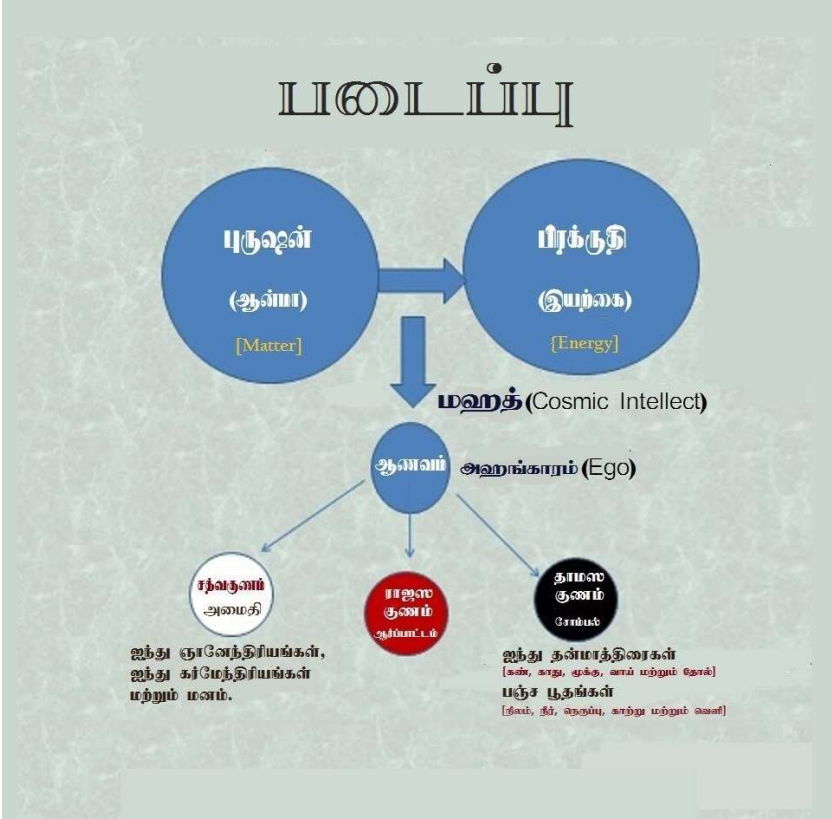 படைப்பு
புருஷன்
(ஆன்மா)
[Matter]
பிரக்ருதி
(இயற்கை)
{Energy]
மஹத் (Cosmic Intellect)
ஆணவம்
அஹங்காரம் (Ego)
சத்வகுணம்
அமைதி
ராஜஸ
குணம்
ஆர்ப்பாட்டம்
தாமஸ
குணம்
சோம்பல்
ஐந்து ஞானேந்திரியங்கள்,
ஐந்து கர்மேந்திரியங்கள்
மற்றும் மனம்.
ஐந்து தன்மாத்திரைகள்
[கண், காது, மூக்கு, வாய் மற்றும் தோல்]
பஞ்ச பூதங்கள்
[நிலம், நீர், நெருப்பு, காற்று மற்றும் வெளி]